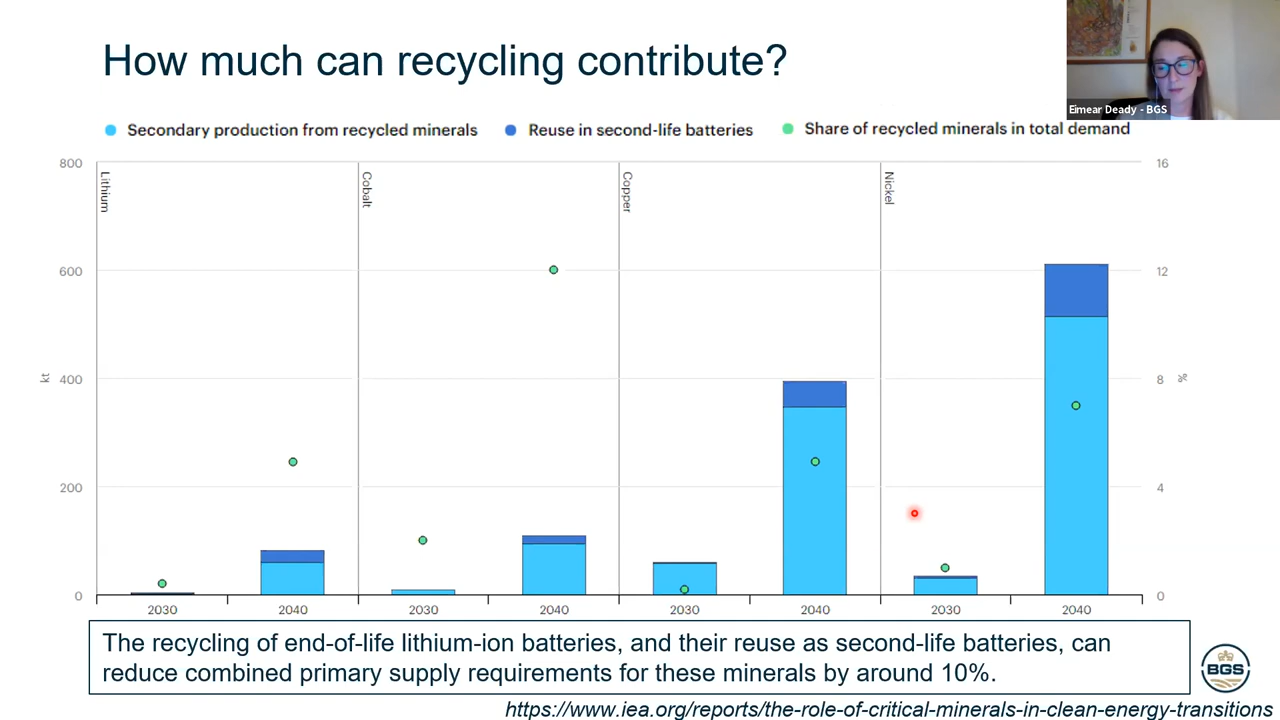 How much can recycling contribute?
Eimear Deady - BGS
Secondary production from recycled minerals
Reuse in second-life batteries
Share of recycled minerals in total demand
800
16
Lithium
Cobalt
Copper
Nickel
600
12
kt
400
8
%
200
4
0
0
2030
2040
2030
2040
2030
2040
2030
2040
The recycling of end-of-life lithium-ion batteries, and their reuse as second-life batteries, can
reduce combined primary supply requirements for these minerals by around 10%.
BGS
https://www.iea.org/reports/the-role-of-critical-minerals-in-clean-energy-transitions